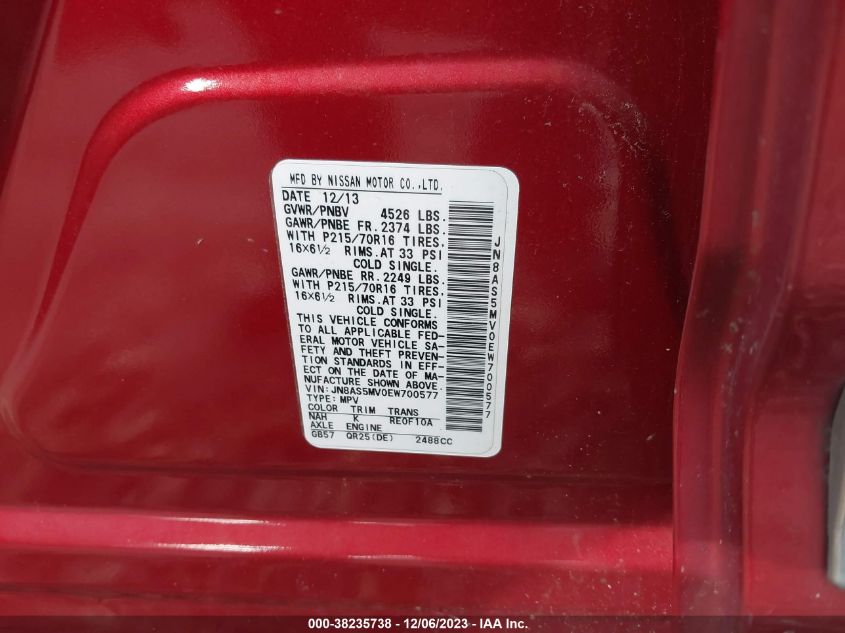 MFD BY NISSAN MOTOR CO.,LTD.
DATE 12/13
GVWR/PNBV 4526 LBS.
GAWR/PNBE FR.2374 LBS.
WITH P215/70R16 TIRES,
16×6½ RIMS.AT 33 PSI
COLD SINGLE.
GAWR/PNBE RR.2249 LBS.
WITH P215/70R16 TIRES,
16×6½ RIMS.AT 33 PSI
COLD SINGLE.
THIS VEHICLE CONFORMS
TO ALL APPLICABLE FED-
ERAL MOTOR VEHICLE SA-
FETY AND THEFT PREVEN-
TION STANDARDS IN EFF-
ECT ON THE DATE OF MA-
NUFACTURE SHOWN ABOVE.
VIN:JN8AS5MV0EW700577
TYPE:MPV
COLOR TRIM TRANS
NAH K RE0F10A
AXLE ENGINE
GB57 QR25(DE) 2488CC
JN8AS5MV0EW700577
000-38235738 - 12/06/2023 - IAA Inc.